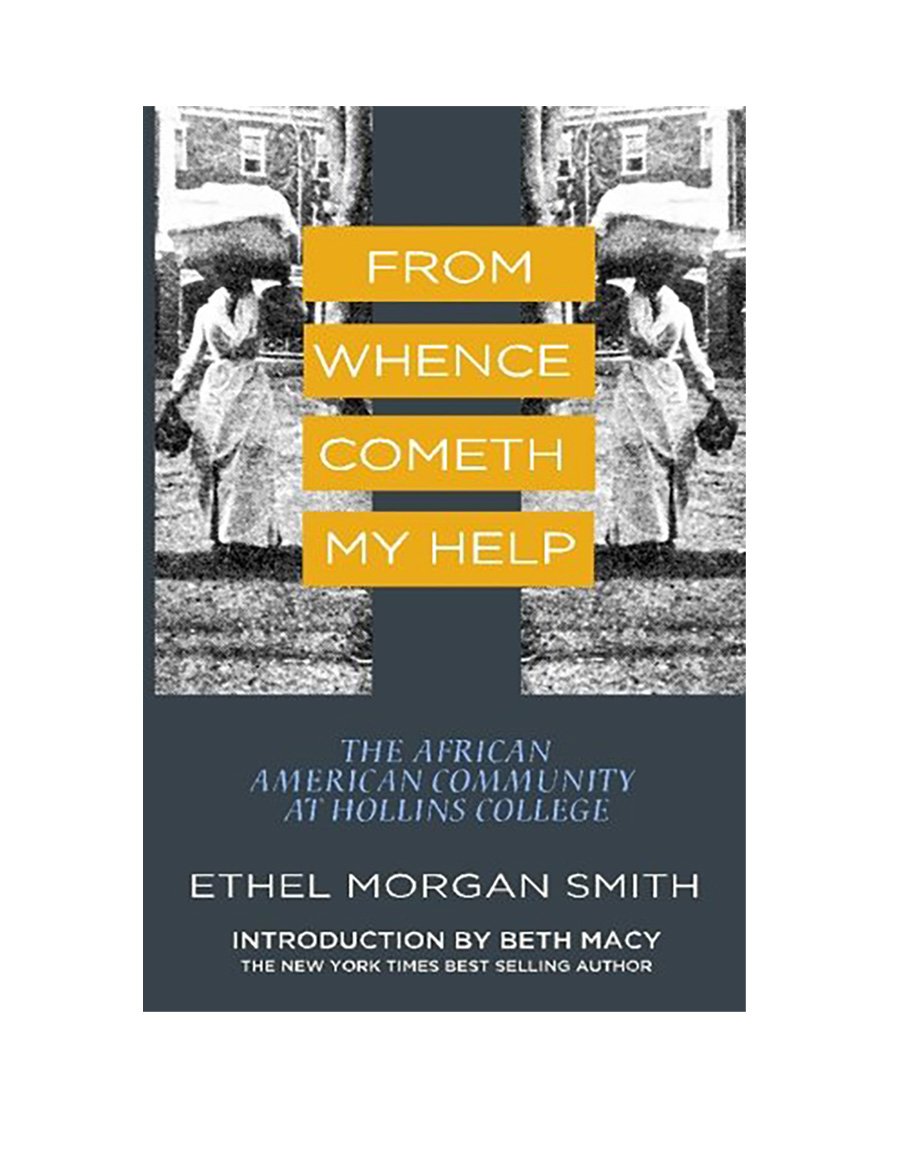 FROM
WHENCE
COMETH
MY HELP
THE AFRICAN
AMERICAN COMMUNITY
AT HOLLINS COLLEGE
ETHEL MORGAN SMITH
INTRODUCTION BY BETH MACY
THE NEW YORK TIMES BEST SELLING AUTHOR